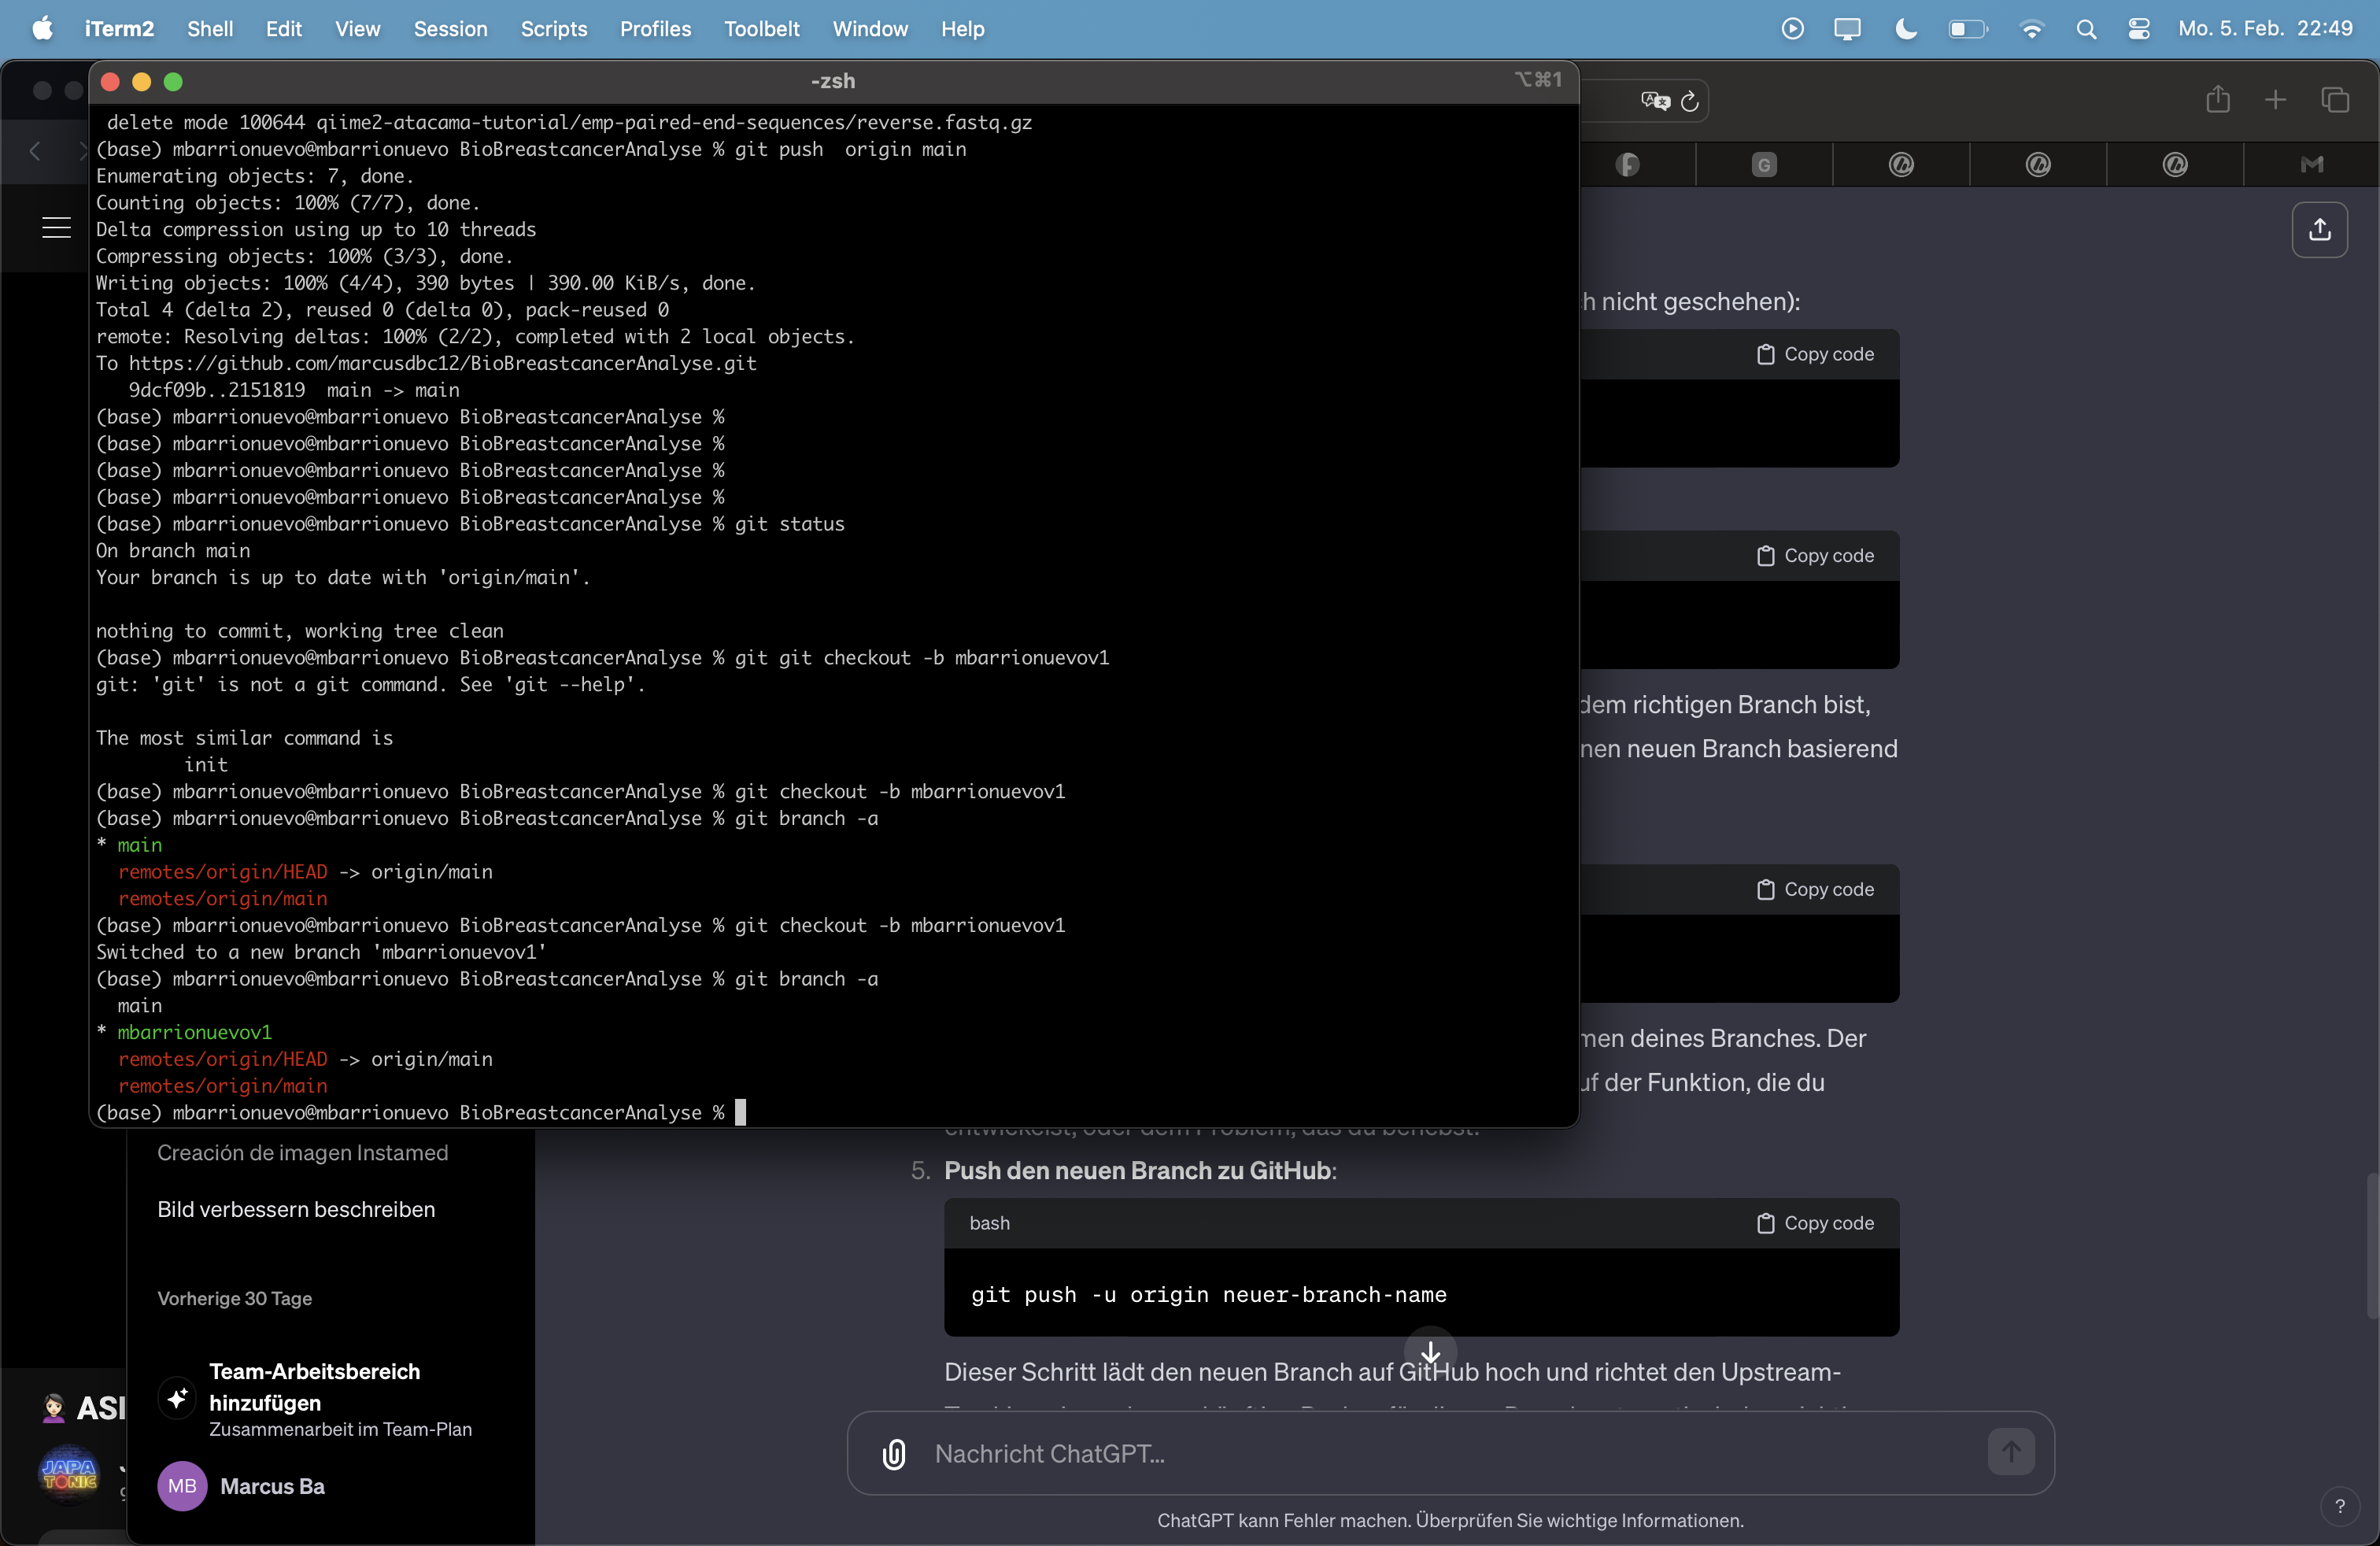 iTerm2 Shell Edit View Session Scripts Profiles Toolbelt Window Help Mo. 5. Feb. 22:49
-zsh ⌥⌘1
delete mode 100644 qiime2-atacama-tutorial/emp-paired-end-sequences/reverse.fastq.gz
(base) mbarrionuevo@mbarrionuevo BioBreastcancerAnalyse % git push  origin main
Enumerating objects: 7, done.
Counting objects: 100% (7/7), done.
Delta compression using up to 10 threads
Compressing objects: 100% (3/3), done.
Writing objects: 100% (4/4), 390 bytes | 390.00 KiB/s, done.
Total 4 (delta 2), reused 0 (delta 0), pack-reused 0
remote: Resolving deltas: 100% (2/2), completed with 2 local objects.
To https://github.com/marcusdbc12/BioBreastcancerAnalyse.git
9dcf09b..2151819  main -> main
(base) mbarrionuevo@mbarrionuevo BioBreastcancerAnalyse %
(base) mbarrionuevo@mbarrionuevo BioBreastcancerAnalyse %
(base) mbarrionuevo@mbarrionuevo BioBreastcancerAnalyse %
(base) mbarrionuevo@mbarrionuevo BioBreastcancerAnalyse %
(base) mbarrionuevo@mbarrionuevo BioBreastcancerAnalyse % git status
On branch main
Your branch is up to date with 'origin/main'.
nothing to commit, working tree clean
(base) mbarrionuevo@mbarrionuevo BioBreastcancerAnalyse % git git checkout -b mbarrionuevov1
git: 'git' is not a git command. See 'git --help'.
The most similar command is
init
(base) mbarrionuevo@mbarrionuevo BioBreastcancerAnalyse % git checkout -b mbarrionuevov1
(base) mbarrionuevo@mbarrionuevo BioBreastcancerAnalyse % git branch -a
* main
remotes/origin/HEAD -> origin/main
remotes/origin/main
(base) mbarrionuevo@mbarrionuevo BioBreastcancerAnalyse % git checkout -b mbarrionuevov1
Switched to a new branch 'mbarrionuevov1'
(base) mbarrionuevo@mbarrionuevo BioBreastcancerAnalyse % git branch -a
main
* mbarrionuevov1
remotes/origin/HEAD -> origin/main
remotes/origin/main
(base) mbarrionuevo@mbarrionuevo BioBreastcancerAnalyse %
h nicht geschehen):
Copy code
Copy code
dem richtigen Branch bist,
nen neuen Branch basierend
Copy code
men deines Branches. Der
uf der Funktion, die du
entwickelst, oder dem Problem, das du behebst.
5. Push den neuen Branch zu GitHub:
bash Copy code
git push -u origin neuer-branch-name
Dieser Schritt lädt den neuen Branch auf GitHub hoch und richtet den Upstream-
Nachricht ChatGPT...
ChatGPT kann Fehler machen. Überprüfen Sie wichtige Informationen.
?
Creación de imagen Instamed
Bild verbessern beschreiben
Vorherige 30 Tage
Team-Arbeitsbereich
hinzufügen
Zusammenarbeit im Team-Plan
MB Marcus Ba
ASI
JAPA
TONIC